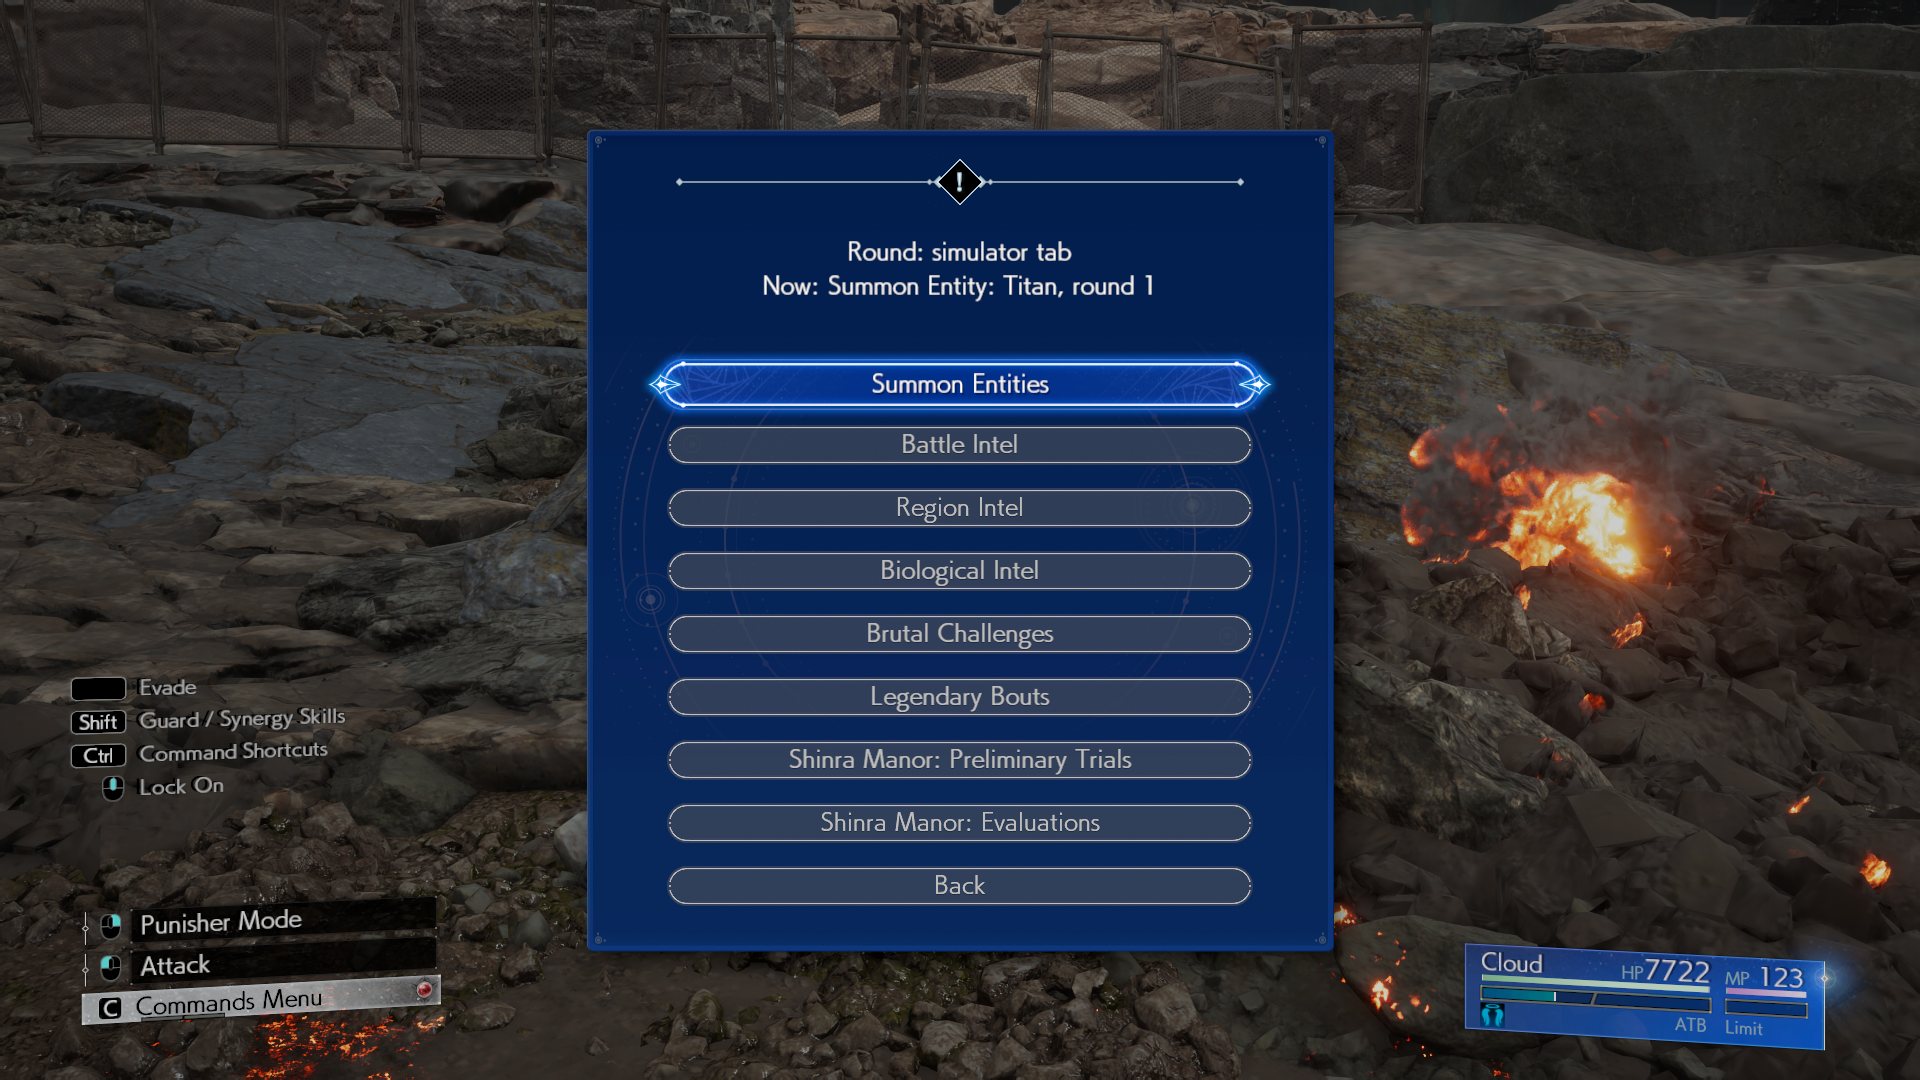 !
Round: simulator tab
Now: Summon Entity: Titan, round 1
Summon Entities
Battle Intel
Region Intel
Biological Intel
Brutal Challenges
Legendary Bouts
Shinra Manor: Preliminary Trials
Shinra Manor: Evaluations
Back
Evade
Shift Guard / Synergy Skills
Ctrl Command Shortcuts
Lock On
Punisher Mode
Attack
C Commands Menu
Cloud HP 7722 MP 123
ATB Limit